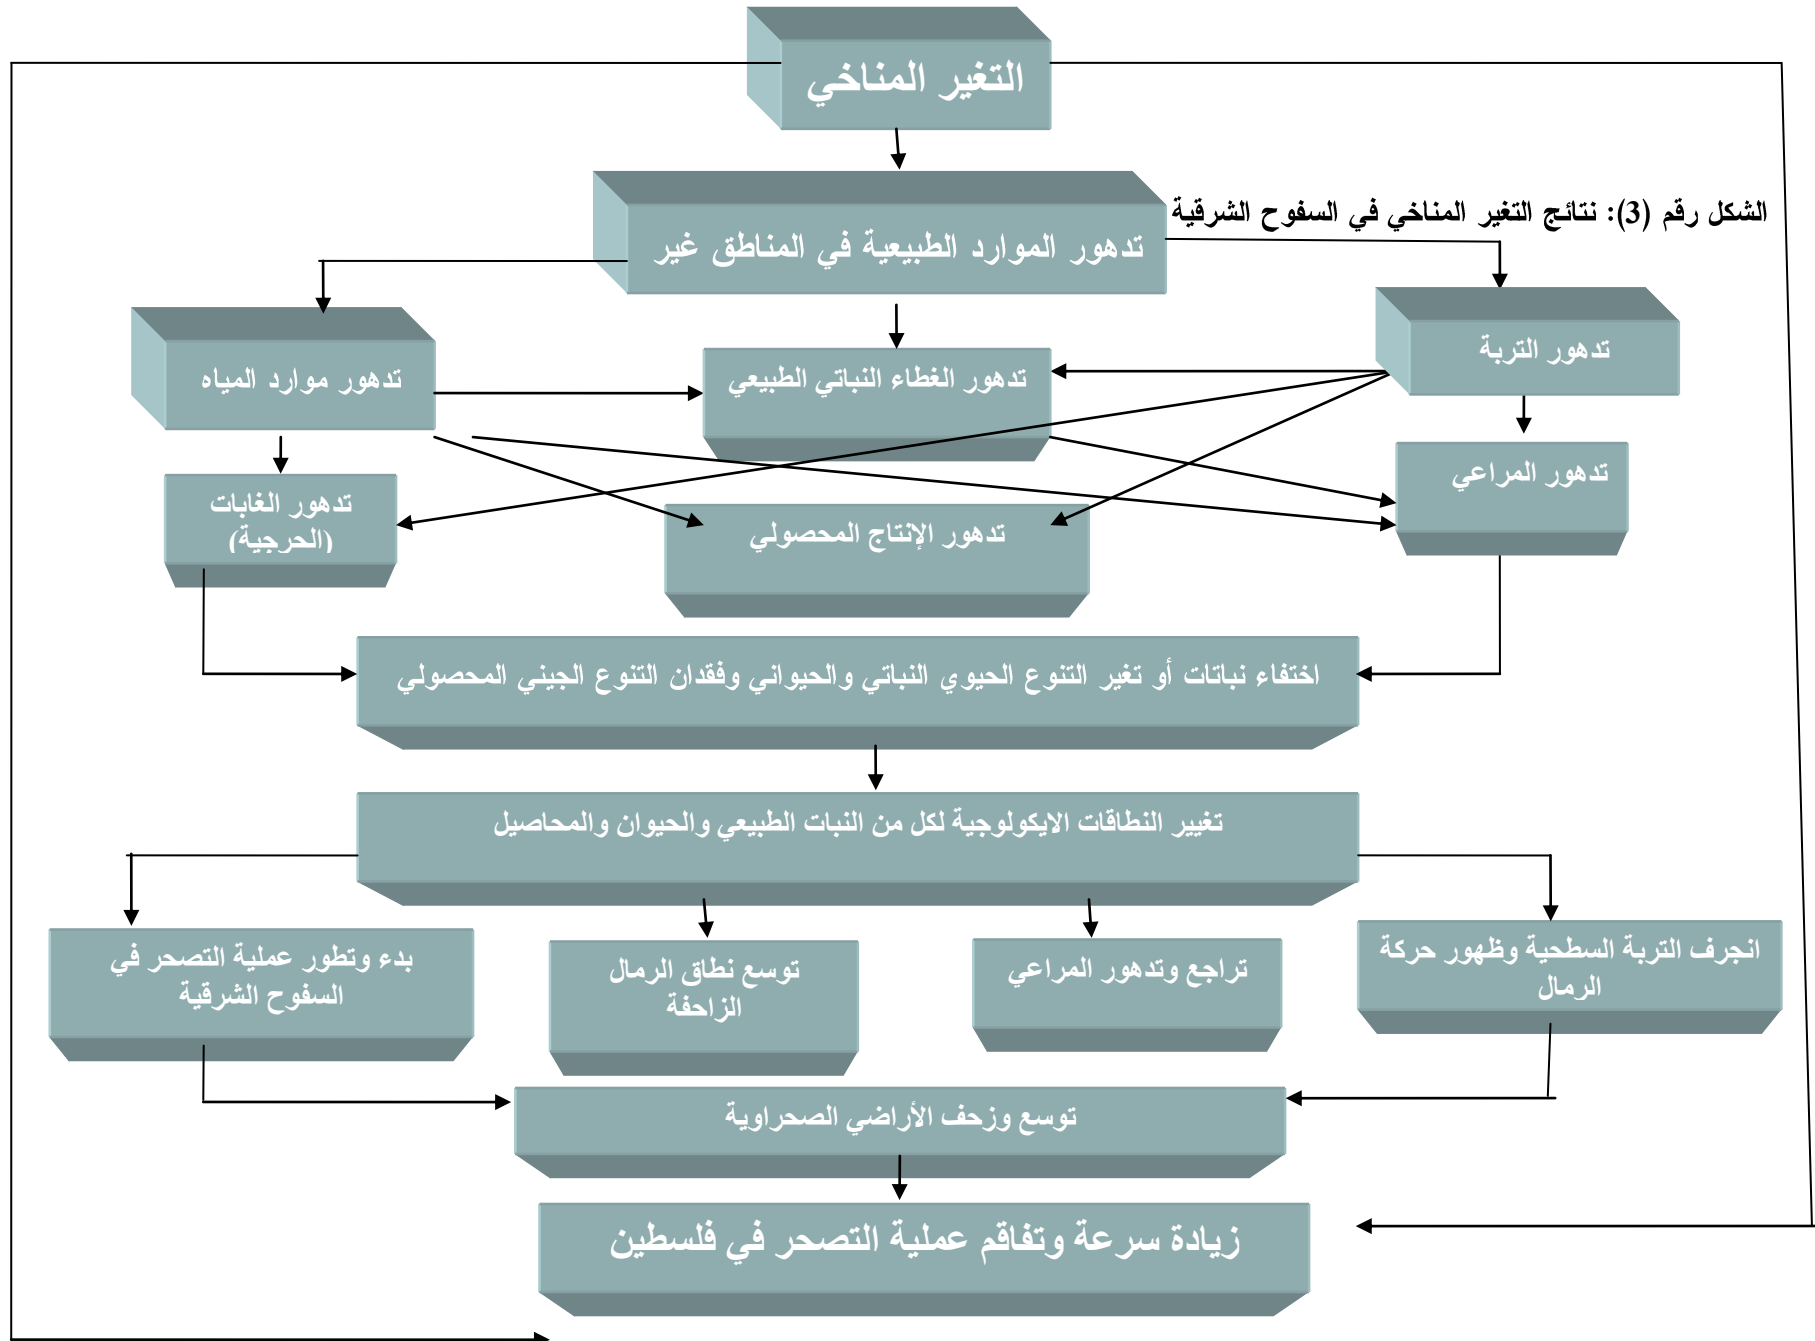 التغير المناخي
الشكل رقم (3): نتائج التغير المناخي في السفوح الشرقية
تدهور الموارد الطبيعية في المناطق غير
تدهور التربة
تدهور الغطاء النباتي الطبيعي
تدهور موارد المياه
تدهور المراعي
تدهور الإنتاج المحصولي
تدهور الغابات
(الحرجية)
اختفاء نباتات أو تغير التنوع الحيوي النباتي والحيواني وفقدان التنوع الجيني المحصولي
تغيير النطاقات الايكولوجية لكل من النبات الطبيعي والحيوان والمحاصيل
انجرف التربة السطحية وظهور حركة
الرمال
تراجع وتدهور المراعي
توسع نطاق الرمال
الزاحفة
بدء وتطور عملية التصحر في
السفوح الشرقية
توسع وزحف الأراضي الصحراوية
زيادة سرعة وتفاقم عملية التصحر في فلسطين